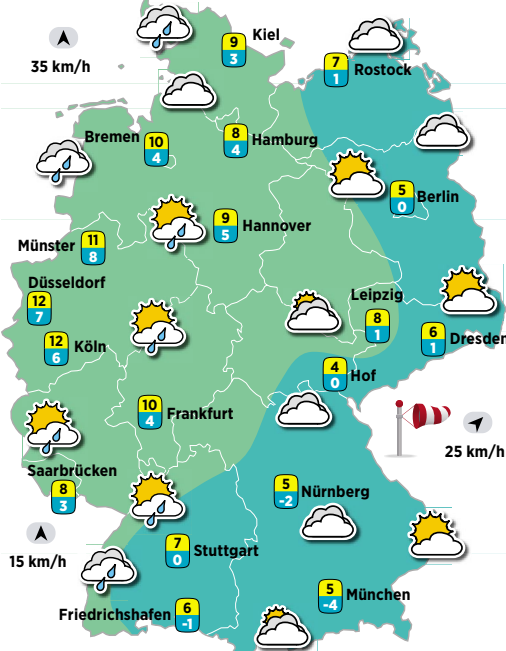 Kiel
9
3
35 km/h
7
1
Rostock
Bremen
10
4
8
4
Hamburg
5
0
Berlin
9
5
Hannover
Münster
11
8
Düsseldorf
12
7
Leipzig
8
1
12
6
Köln
6
1
Dresden
4
0
Hof
10
4
Frankfurt
25 km/h
Saarbrücken
8
3
5
-2
Nürnberg
15 km/h
7
0
Stuttgart
5
-4
München
Friedrichshafen
6
-1